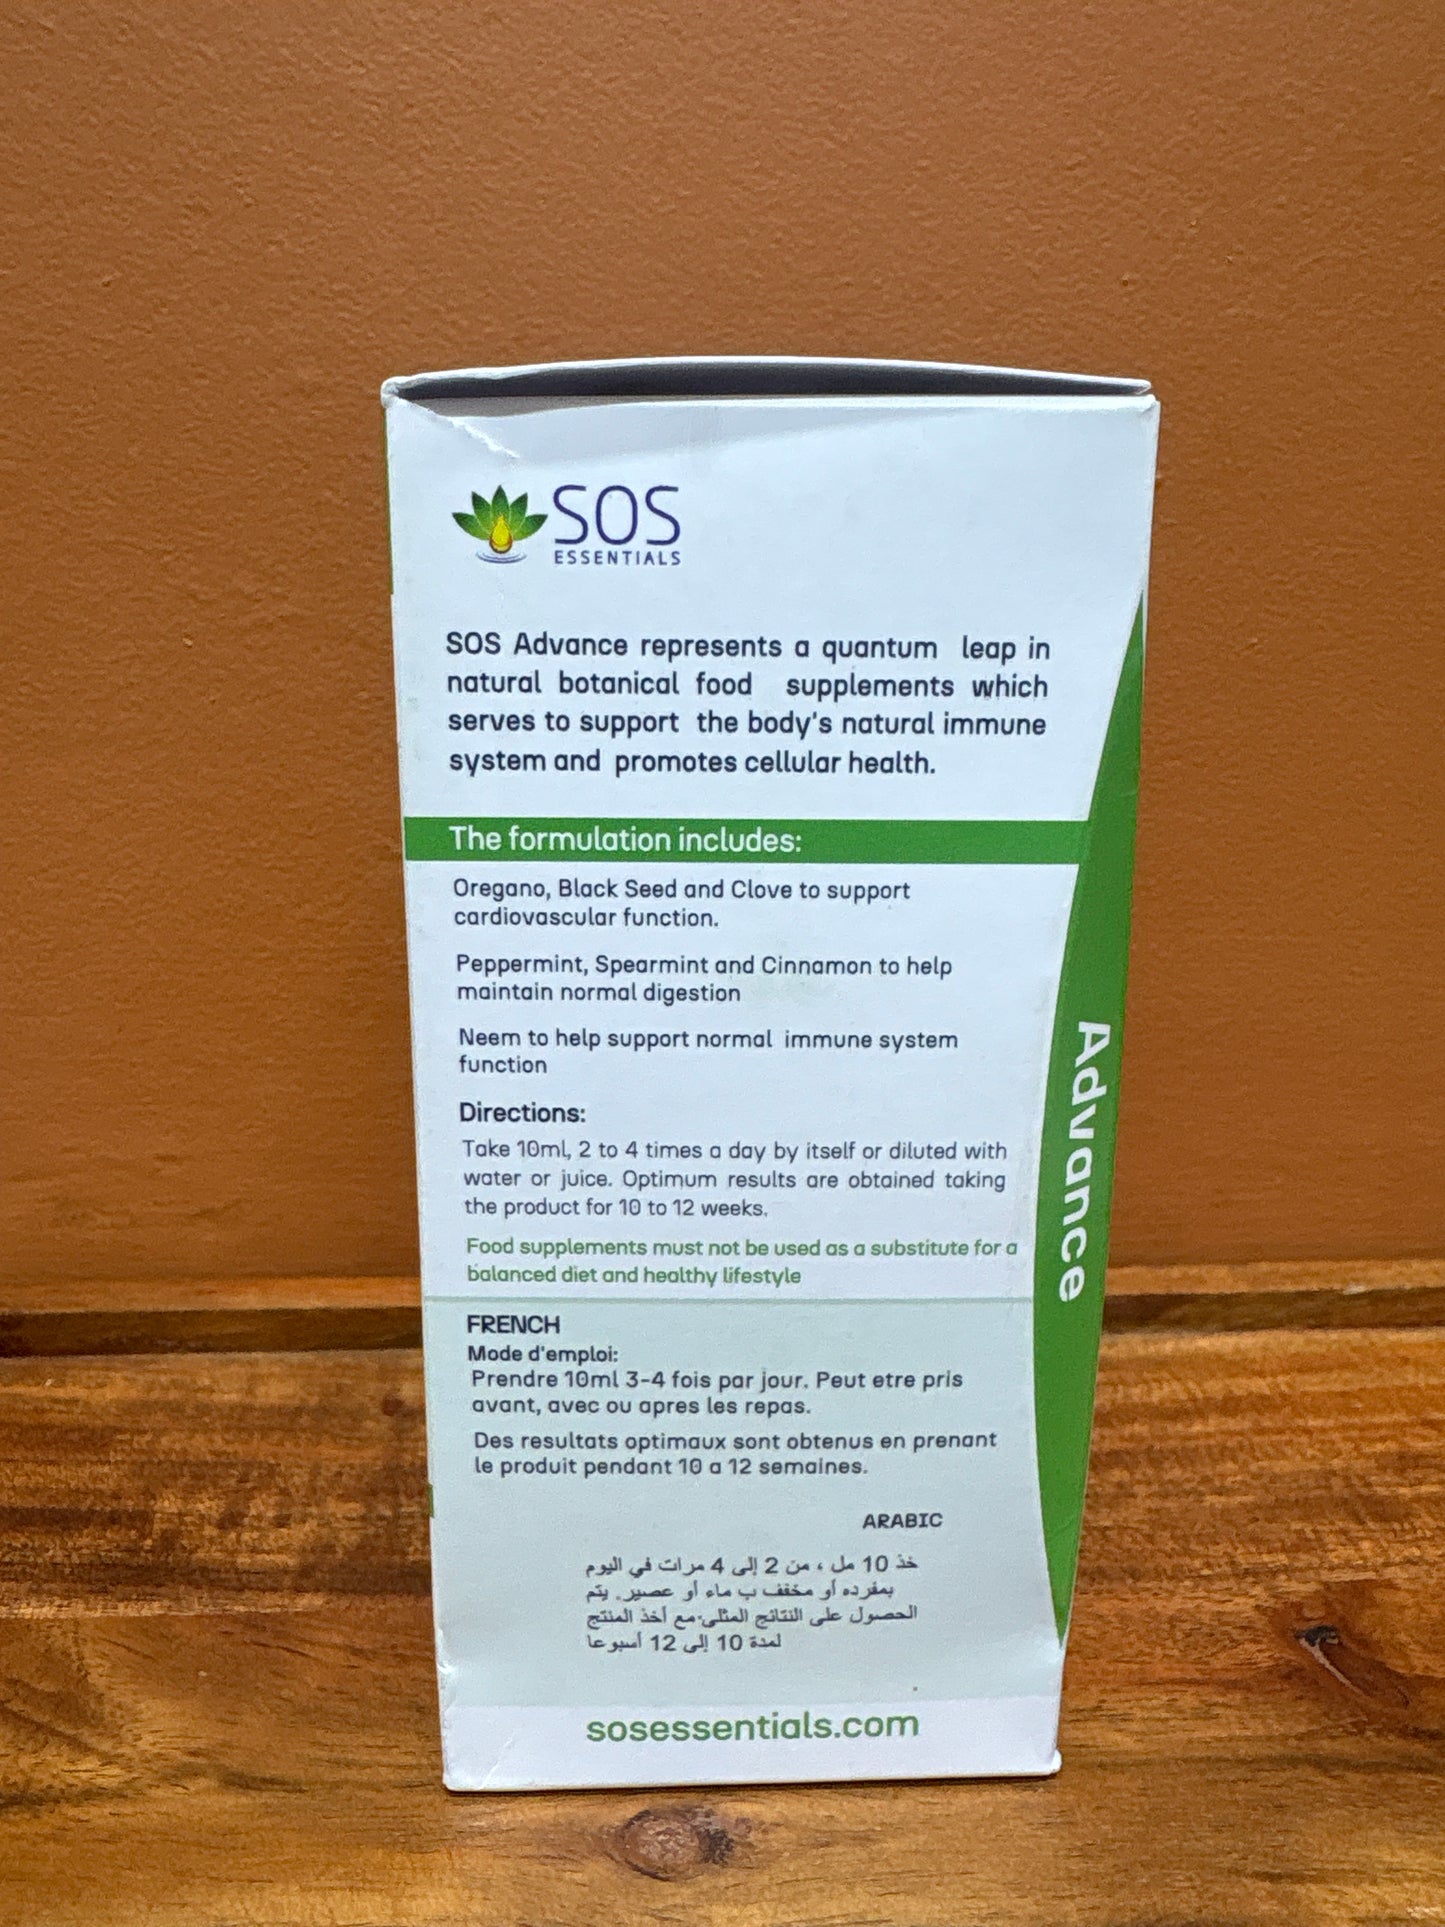 SOS
ESSENTIALS
SOS Advance represents a quantum leap in
natural botanical food supplements which
serves to support the body's natural immune
system and promotes cellular health.
The formulation includes:
Oregano, Black Seed and Clove to support
cardiovascular function.
Peppermint, Spearmint and Cinnamon to help
maintain normal digestion
Neem to help support normal immune system
function
Directions:
Take 10ml, 2 to 4 times a day by itself or diluted with
water or juice. Optimum results are obtained taking
the product for 10 to 12 weeks.
Food supplements must not be used as a substitute for a
balanced diet and healthy lifestyle
Advance
FRENCH
Mode d'emploi:
Prendre 10ml 3-4 fois par jour. Peut etre pris
avant, avec ou apres les repas.
Des resultats optimaux sont obtenus en prenant
le produit pendant 10 a 12 semaines.
ARABIC
خذ 10 مل ، من 2 إلى 4 مرات في اليوم
بمفرده أو مخفف ب ماء أو عصير. يتم
الحصول على النتائج المثلى مع أخذ المنتج
لمدة 10 إلى 12 أسبوعا
sosessentials.com